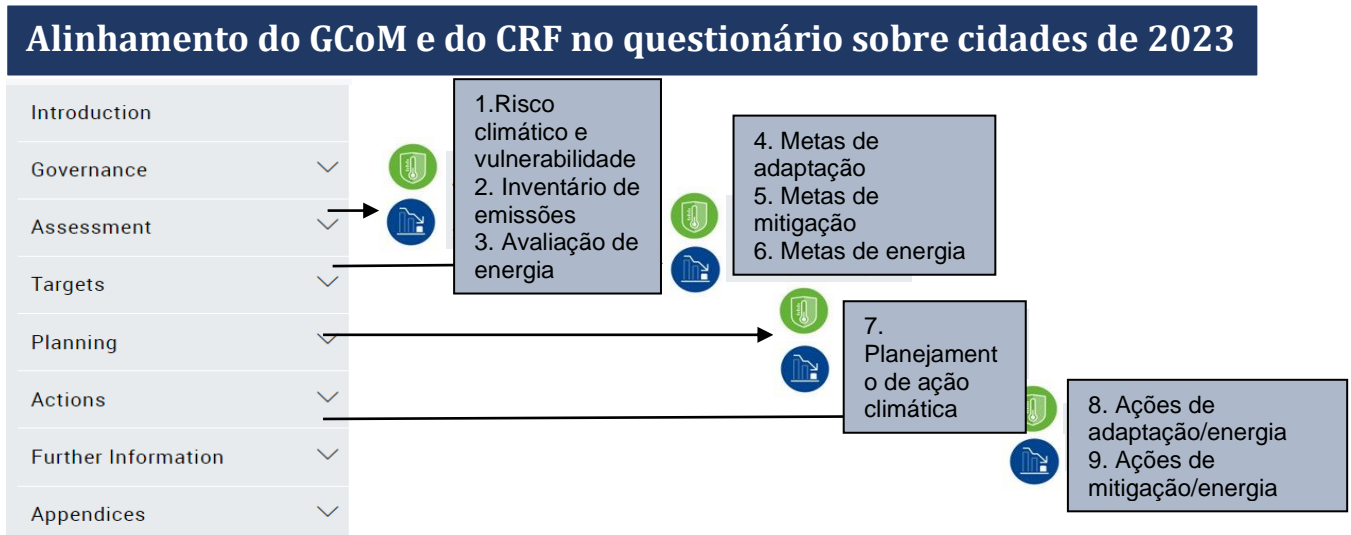 Alinhamento do GCoM e do CRF no questionário sobre cidades de 2023
Introduction
Governance
Assessment
Targets
Planning
Actions
Further Information
Appendices
1.Risco
climático e
vulnerabilidade
2. Inventário de
emissões
3. Avaliação de
energia
4. Metas de
adaptação
5. Metas de
mitigação
6. Metas de energia
7.
Planejament
o de ação
climática
8. Ações de
adaptação/energia
9. Ações de
mitigação/energia